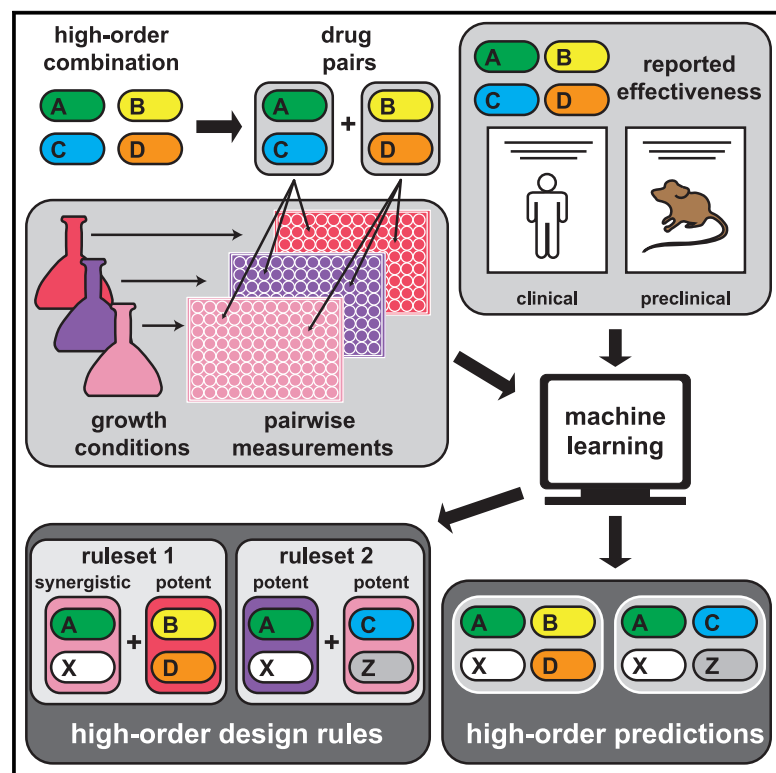 high-order
combination
A
B
C
D
drug
pairs
A
C
+
B
D
A
B
C
D
reported
effectiveness
clinical
preclinical
growth
conditions
pairwise
measurements
machine
learning
ruleset 1
synergistic
potent
A
X
+
B
D
ruleset 2
potent
potent
A
X
+
C
Z
high-order design rules
A
B
X
D
A
C
X
Z
high-order predictions